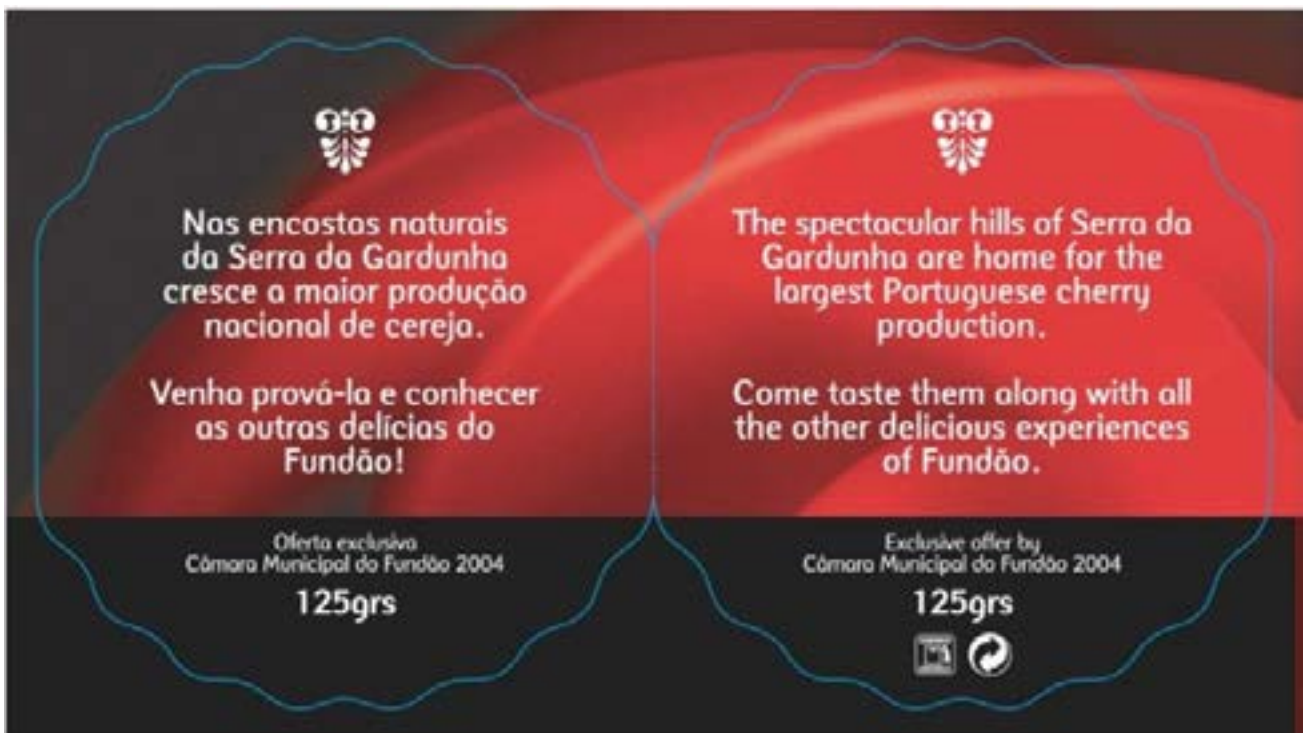 Nas encostas naturais
da Serra da Gardunha
cresce a maior produção
nacional de cereja.
Venha prová-la e conhecer
as outras delícias do
Fundão!
Oferta exclusiva
Câmara Municipal do Fundão 2004
125grs
The spectacular hills of Serra da
Gardunha are home for the
largest Portuguese cherry
production.
Come taste them along with all
the other delicious experiences
of Fundão.
Exclusive offer by
Câmara Municipal do Fundão 2004
125grs